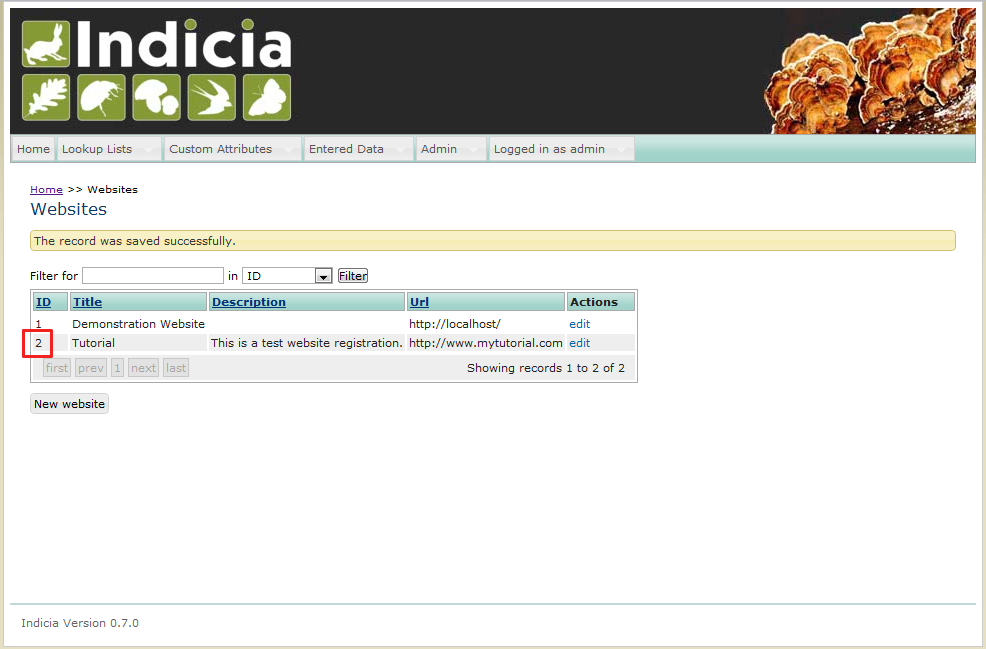 Indicia
Home Lookup Lists Custom Attributes Entered Data Admin Logged in as admin
Home >> Websites
Websites
The record was saved successfully.
Filter for in ID Filter
ID Title Description Url Actions
1 Demonstration Website http://localhost/ edit
2 Tutorial This is a test website registration. http://www.mytutorial.com edit
first prev 1 next last Showing records 1 to 2 of 2
New website
Indicia Version 0.7.0